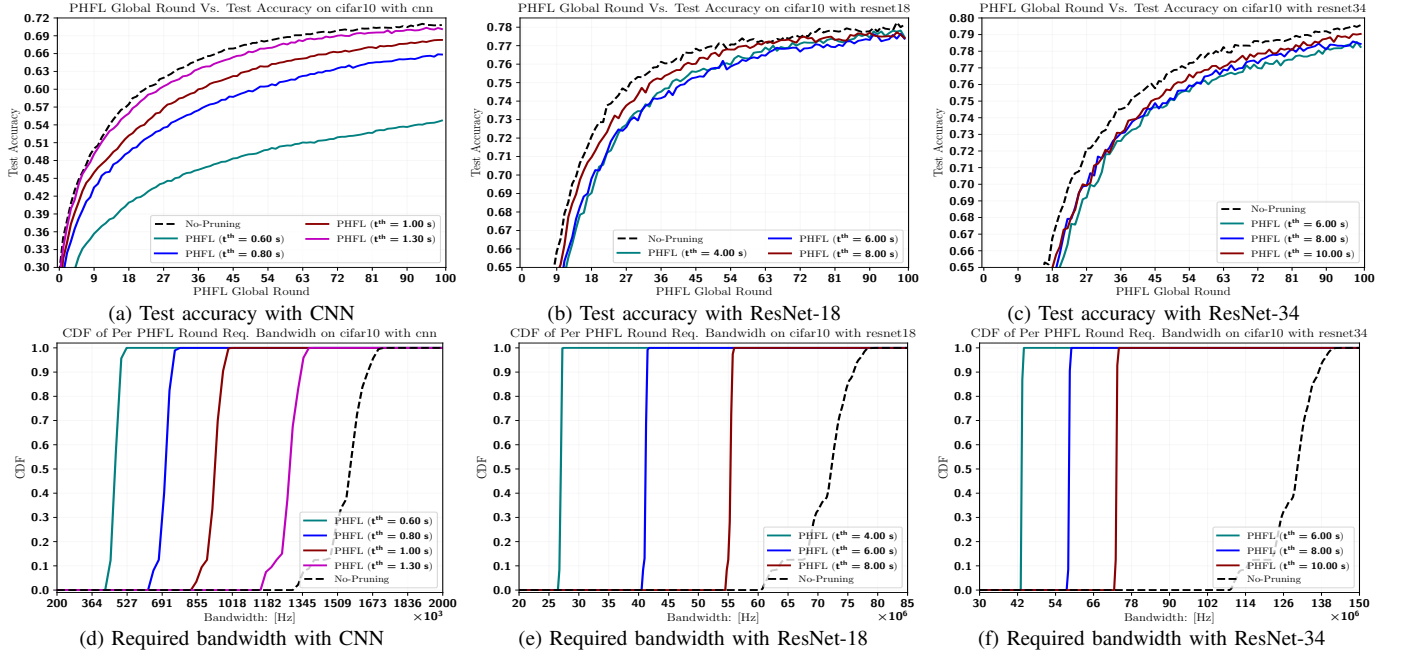 PHFL Global Round Vs. Test Accuracy on cifar10 with cnn
0.72
0.69
0.66
0.63
0.60
0.57
0.54
0.51
0.48
0.45
0.42
0.39
0.36
0.33
0.30
Test Accuracy
No-Pruning
PHFL (t^th = 0.60 s)
PHFL (t^th = 0.80 s)
PHFL (t^th = 1.00 s)
PHFL (t^th = 1.30 s)
0 9 18 27 36 45 54 63 72 81 90 100
PHFL Global Round
(a) Test accuracy with CNN
PHFL Global Round Vs. Test Accuracy on cifar10 with resnet18
0.78
0.77
0.76
0.75
0.74
0.73
0.72
0.71
0.70
0.69
0.68
0.67
0.66
0.65
Test Accuracy
No-Pruning
PHFL (t^th = 4.00 s)
PHFL (t^th = 6.00 s)
PHFL (t^th = 8.00 s)
0 9 18 27 36 45 54 63 72 81 90 100
PHFL Global Round
(b) Test accuracy with ResNet-18
PHFL Global Round Vs. Test Accuracy on cifar10 with resnet34
0.80
0.79
0.78
0.77
0.76
0.75
0.74
0.73
0.72
0.71
0.70
0.69
0.68
0.67
0.66
0.65
Test Accuracy
No-Pruning
PHFL (t^th = 6.00 s)
PHFL (t^th = 8.00 s)
PHFL (t^th = 10.00 s)
0 9 18 27 36 45 54 63 72 81 90 100
PHFL Global Round
(c) Test accuracy with ResNet-34
CDF of Per PHFL Round Req. Bandwidh on cifar10 with cnn
1.0
0.9
0.8
0.7
0.6
0.5
0.4
0.3
0.2
0.1
0.0
CDF
PHFL (t^th = 0.60 s)
PHFL (t^th = 0.80 s)
PHFL (t^th = 1.00 s)
PHFL (t^th = 1.30 s)
No-Pruning
200 364 527 691 855 1018 1182 1345 1509 1673 1836 2000
Bandwidth: [Hz] ×10^3
(d) Required bandwidth with CNN
CDF of Per PHFL Round Req. Bandwidh on cifar10 with resnet18
1.0
0.9
0.8
0.7
0.6
0.5
0.4
0.3
0.2
0.1
0.0
CDF
PHFL (t^th = 4.00 s)
PHFL (t^th = 6.00 s)
PHFL (t^th = 8.00 s)
No-Pruning
20 26 32 38 44 50 55 61 67 73 79 85
Bandwidth: [Hz] ×10^6
(e) Required bandwidth with ResNet-18
CDF of Per PHFL Round Req. Bandwidh on cifar10 with resnet34
1.0
0.9
0.8
0.7
0.6
0.5
0.4
0.3
0.2
0.1
0.0
CDF
PHFL (t^th = 6.00 s)
PHFL (t^th = 8.00 s)
PHFL (t^th = 10.00 s)
No-Pruning
30 42 54 66 78 90 102 114 126 138 150
Bandwidth: [Hz] ×10^6
(f) Required bandwidth with ResNet-34